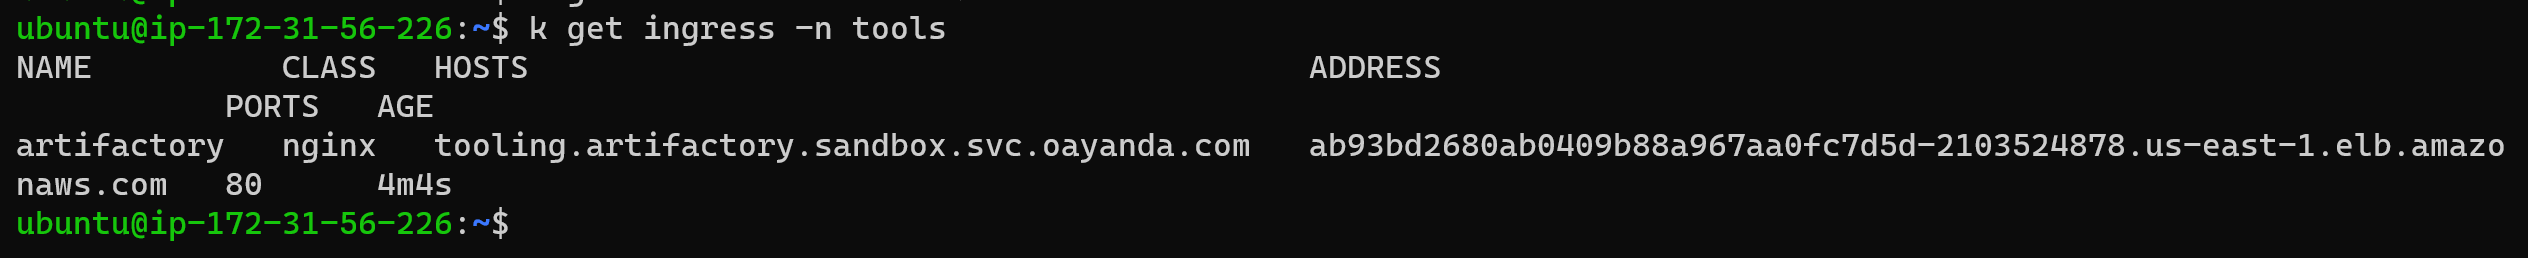 ubuntu@ip-172-31-56-226:~$ k get ingress -n tools
NAME          CLASS   HOSTS                                         ADDRESS
           PORTS   AGE
artifactory   nginx   tooling.artifactory.sandbox.svc.oayanda.com   ab93bd2680ab0409b88a967aa0fc7d5d-2103524878.us-east-1.elb.amazo
naws.com   80      4m4s
ubuntu@ip-172-31-56-226:~$